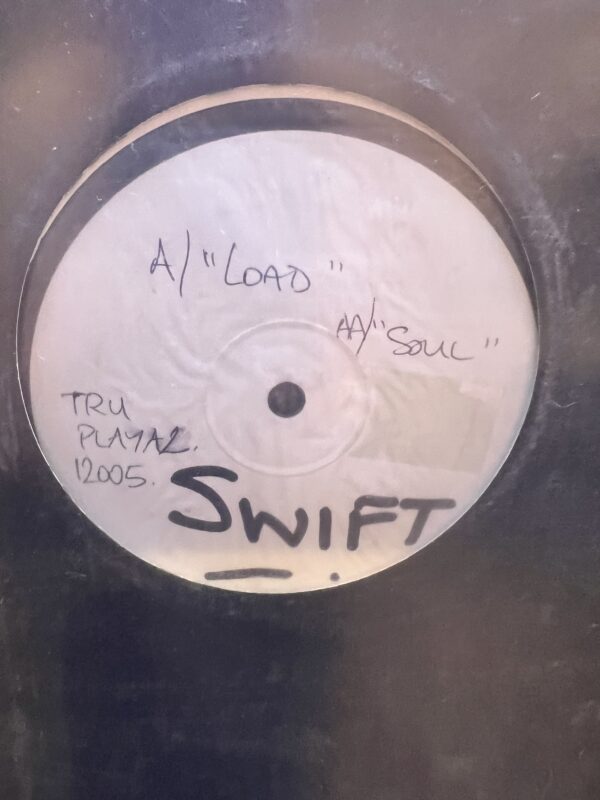 A/ "LOAD"
AA/ "SOUL"
TRU
PLAYAZ.
12005.
SWIFT